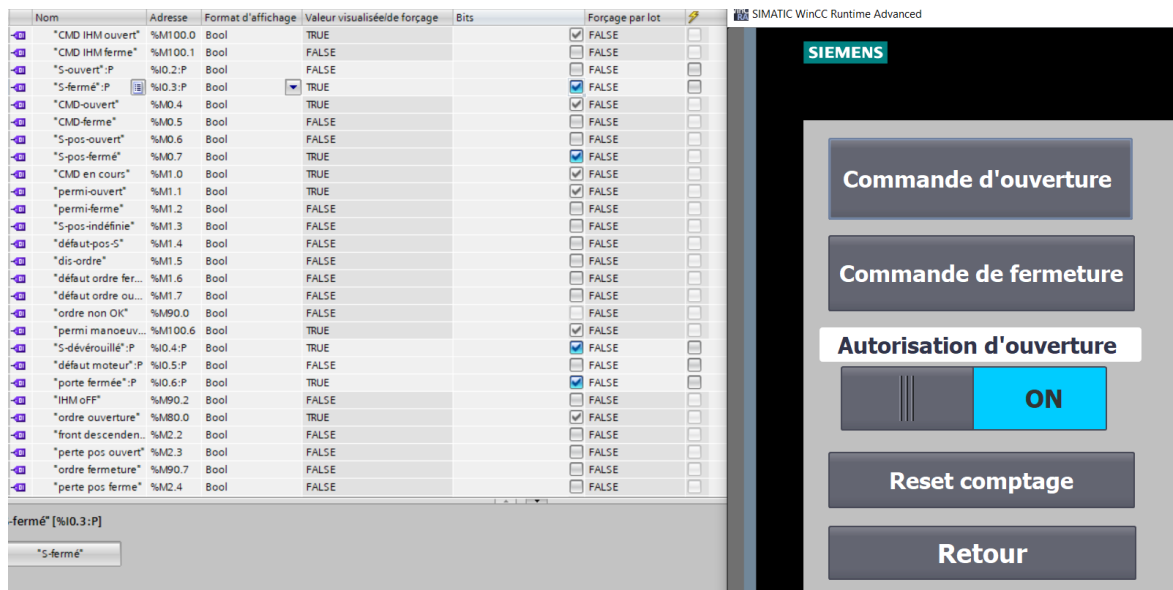 Nom Adresse Format d'affichage Valeur visualisée/de forçage Bits Forçage par lot
"CMD IHM ouvert" %M100.0 Bool TRUE FALSE
"CMD IHM ferme" %M100.1 Bool FALSE FALSE
"S-ouvert":P %I0.2:P Bool FALSE FALSE
"S-fermé":P %I0.3:P Bool TRUE FALSE
"CMD-ouvert" %M0.4 Bool TRUE FALSE
"CMD-ferme" %M0.5 Bool FALSE FALSE
"S-pos-ouvert" %M0.6 Bool FALSE FALSE
"S-pos-fermé" %M0.7 Bool TRUE FALSE
"CMD en cours" %M1.0 Bool TRUE FALSE
"permi-ouvert" %M1.1 Bool TRUE FALSE
"permi-ferme" %M1.2 Bool FALSE FALSE
"S-pos-indéfinie" %M1.3 Bool FALSE FALSE
"défaut-pos-S" %M1.4 Bool FALSE FALSE
"dis-ordre" %M1.5 Bool FALSE FALSE
"défaut ordre fer... %M1.6 Bool FALSE FALSE
"défaut ordre ou... %M1.7 Bool FALSE FALSE
"ordre non OK" %M90.0 Bool FALSE FALSE
"permi manoeuv... %M100.6 Bool TRUE FALSE
"S-dévérouillé":P %I0.4:P Bool TRUE FALSE
"défaut moteur":P %I0.5:P Bool FALSE FALSE
"porte fermée":P %I0.6:P Bool TRUE FALSE
"IHM oFF" %M90.2 Bool FALSE FALSE
"ordre ouverture" %M80.0 Bool TRUE FALSE
"front descenden... %M2.2 Bool FALSE FALSE
"perte pos ouvert" %M2.3 Bool FALSE FALSE
"ordre fermeture" %M90.7 Bool FALSE FALSE
"perte pos ferme" %M2.4 Bool FALSE FALSE
-fermé" [%I0.3:P]
"S-fermé"
SIMATIC WinCC Runtime Advanced
SIEMENS
Commande d'ouverture
Commande de fermeture
Autorisation d'ouverture
ON
Reset comptage
Retour